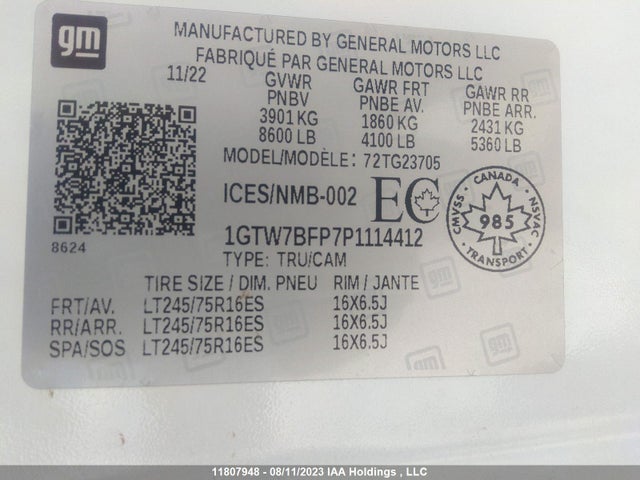 gm
MANUFACTURED BY GENERAL MOTORS LLC
FABRIQUÉ PAR GENERAL MOTORS LLC
11/22 GVWR GAWR FRT GAWR RR
PNBV PNBE AV. PNBE ARR.
3901 KG 1860 KG 2431 KG
8600 LB 4100 LB 5360 LB
MODEL/MODÈLE: 72TG23705
ICES/NMB-002 EC
CANADA
CMVSS 985 NSVAC
TRANSPORT
8624
1GTW7BFP7P1114412
TYPE: TRU/CAM
TIRE SIZE / DIM. PNEU RIM / JANTE
FRT/AV. LT245/75R16ES 16X6.5J
RR/ARR. LT245/75R16ES 16X6.5J
SPA/SOS LT245/75R16ES 16X6.5J
11807948 - 08/11/2023 IAA Holdings , LLC